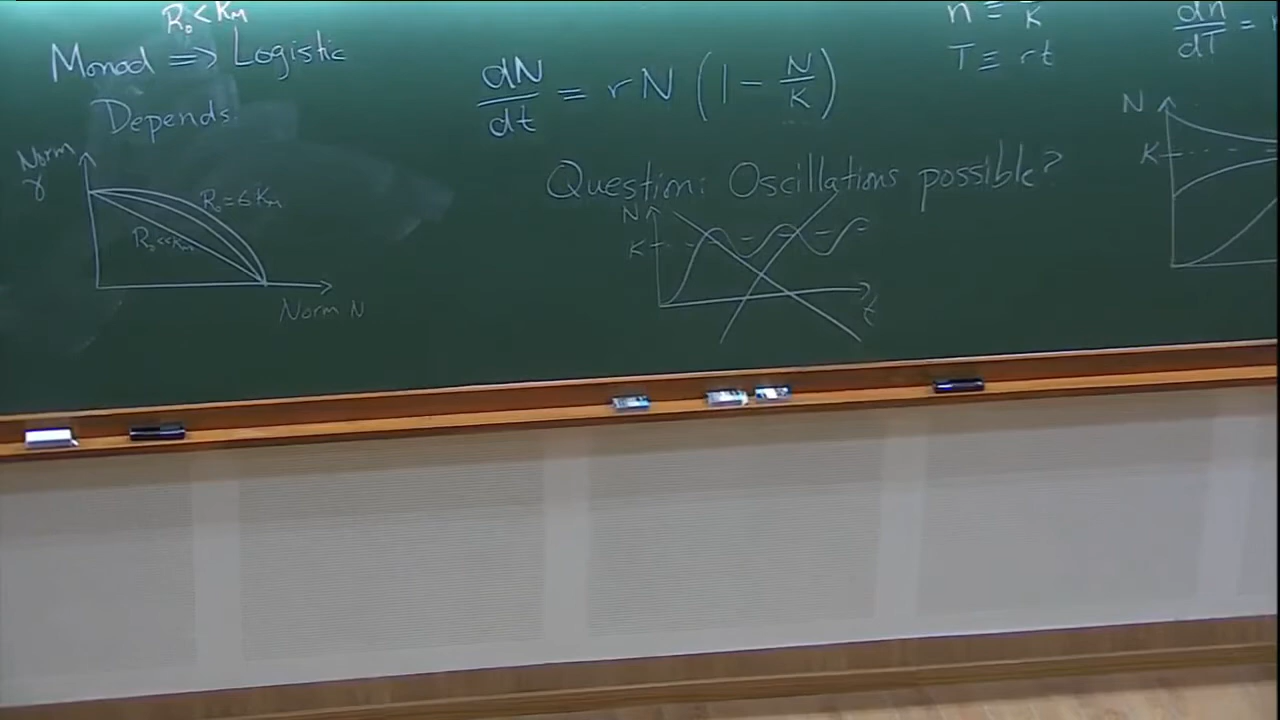 R₀ < K_M
Monod ⟹ Logistic
Depends.
Norm
γ
R₀ = 6 K_M
R₀ << K_M
Norm N
dN/dt = rN (1 - N/K)
Question: Oscillations possible?
N
K
t
n ≡ /K
T ≡ rt
dn/dT =
N
K